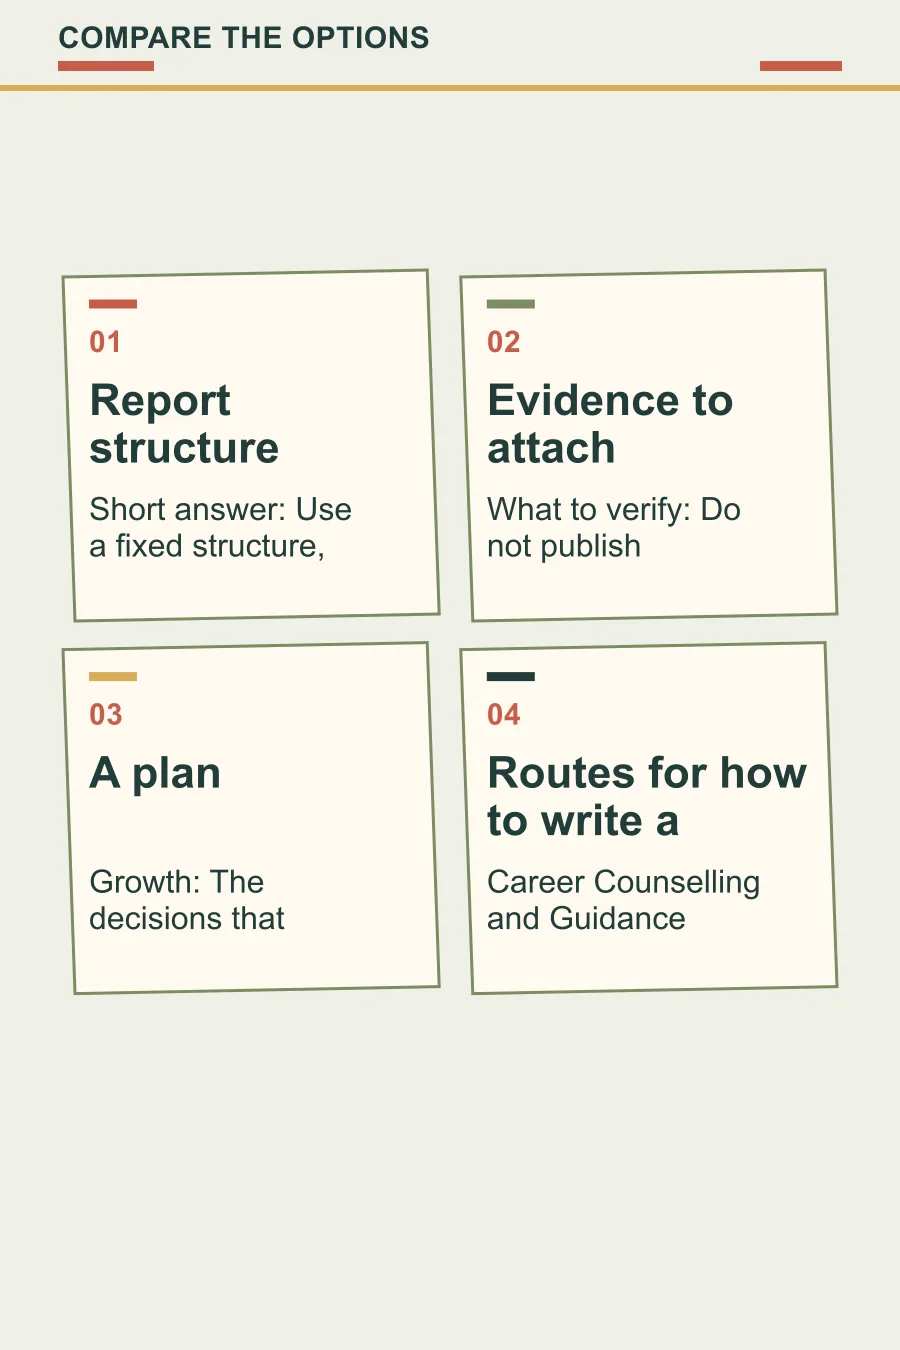 COMPARE THE OPTIONS
01
Report
structure
Short answer: Use
a fixed structure,
02
Evidence to
attach
What to verify: Do
not publish
03
A plan
Growth: The
decisions that
04
Routes for how
to write a
Career Counselling
and Guidance